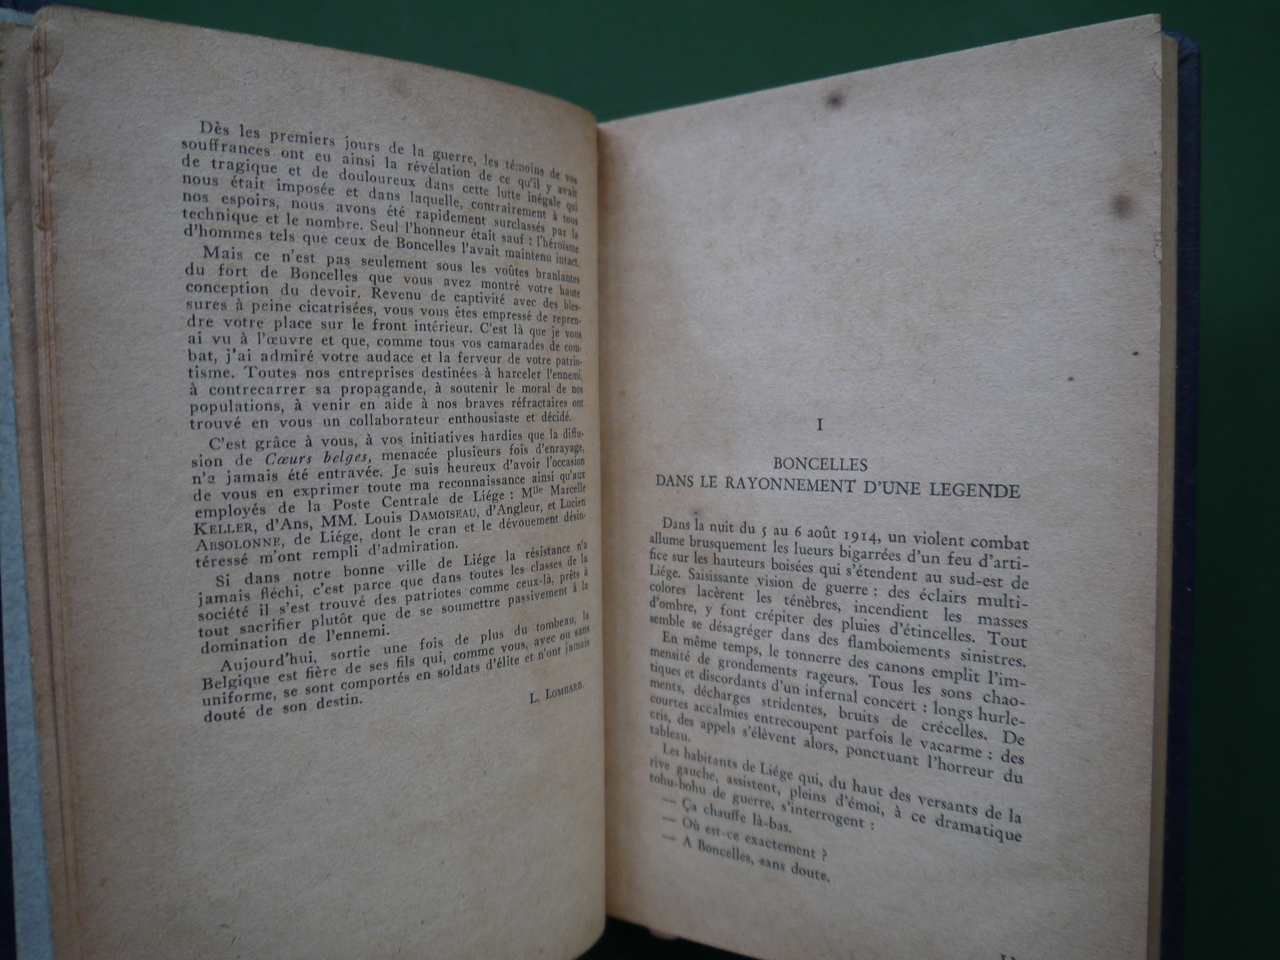 Dès les premiers jours de la guerre, les témoins de vos
souffrances ont eu ainsi la révélation de ce qu'il y avait
de tragique et de douloureux dans cette lutte inégale qui
nous était imposée et dans laquelle, contrairement à tous
nos espoirs, nous avons été rapidement surclassés par la
technique et le nombre. Seul l'honneur était sauf : l'héroïsme
d'hommes tels que ceux de Boncelles l'avait maintenu intact.
Mais ce n'est pas seulement sous les voûtes branlantes
du fort de Boncelles que vous avez montré votre haute
conception du devoir. Revenu de captivité avec des bles-
sures à peine cicatrisées, vous vous êtes empressé de repren-
dre votre place sur le front intérieur. C'est là que je vous
ai vu à l'œuvre et que, comme tous vos camarades de com-
bat, j'ai admiré votre audace et la ferveur de votre patrio-
tisme. Toutes nos entreprises destinées à harceler l'ennemi,
à contrecarrer sa propagande, à soutenir le moral de nos
populations, à venir en aide à nos braves réfractaires ont
trouvé en vous un collaborateur enthousiaste et décidé.
C'est grâce à vous, à vos initiatives hardies que la diffu-
sion de Cœurs belges, menacée plusieurs fois d'enrayage,
n'a jamais été entravée. Je suis heureux d'avoir l'occasion
de vous en exprimer toute ma reconnaissance ainsi qu'aux
employés de la Poste Centrale de Liége : Mlle Marcelle
KELLER, d'Ans, MM. Louis DAMOISEAU, d'Angleur, et Lucien
ABSOLONNE, de Liége, dont le cran et le dévouement désin-
téressé m'ont rempli d'admiration.
Si dans notre bonne ville de Liége la résistance n'a
jamais fléchi, c'est parce que dans toutes les classes de la
société il s'est trouvé des patriotes comme ceux-là, prêts à
tout sacrifier plutôt que de se soumettre passivement à la
domination de l'ennemi.
Aujourd'hui, sortie une fois de plus du tombeau, la
Belgique est fière de ses fils qui, comme vous, avec ou sans
uniforme, se sont comportés en soldats d'élite et n'ont jamais
douté de son destin.
L. LOMBARD.
I
BONCELLES
DANS LE RAYONNEMENT D'UNE LEGENDE
Dans la nuit du 5 au 6 août 1914, un violent combat
allume brusquement les lueurs bigarrées d'un feu d'arti-
fice sur les hauteurs boisées qui s'étendent au sud-est de
Liége. Saisissante vision de guerre : des éclairs multi-
colores lacèrent les ténèbres, incendient les masses
d'ombre, y font crépiter des pluies d'étincelles. Tout
semble se désagréger dans des flamboiements sinistres.
En même temps, le tonnerre des canons emplit l'im-
mensité de grondements rageurs. Tous les sons chao-
tiques et discordants d'un infernal concert : longs hurle-
ments, décharges stridentes, bruits de crécelles. De
courtes accalmies entrecoupent parfois le vacarme : des
cris, des appels s'élèvent alors, ponctuant l'horreur du
tableau.
Les habitants de Liége qui, du haut des versants de la
rive gauche, assistent, pleins d'émoi, à ce dramatique
tohu-bohu de guerre, s'interrogent :
— Ça chauffe là-bas.
— Où est-ce exactement ?
— A Boncelles, sans doute.